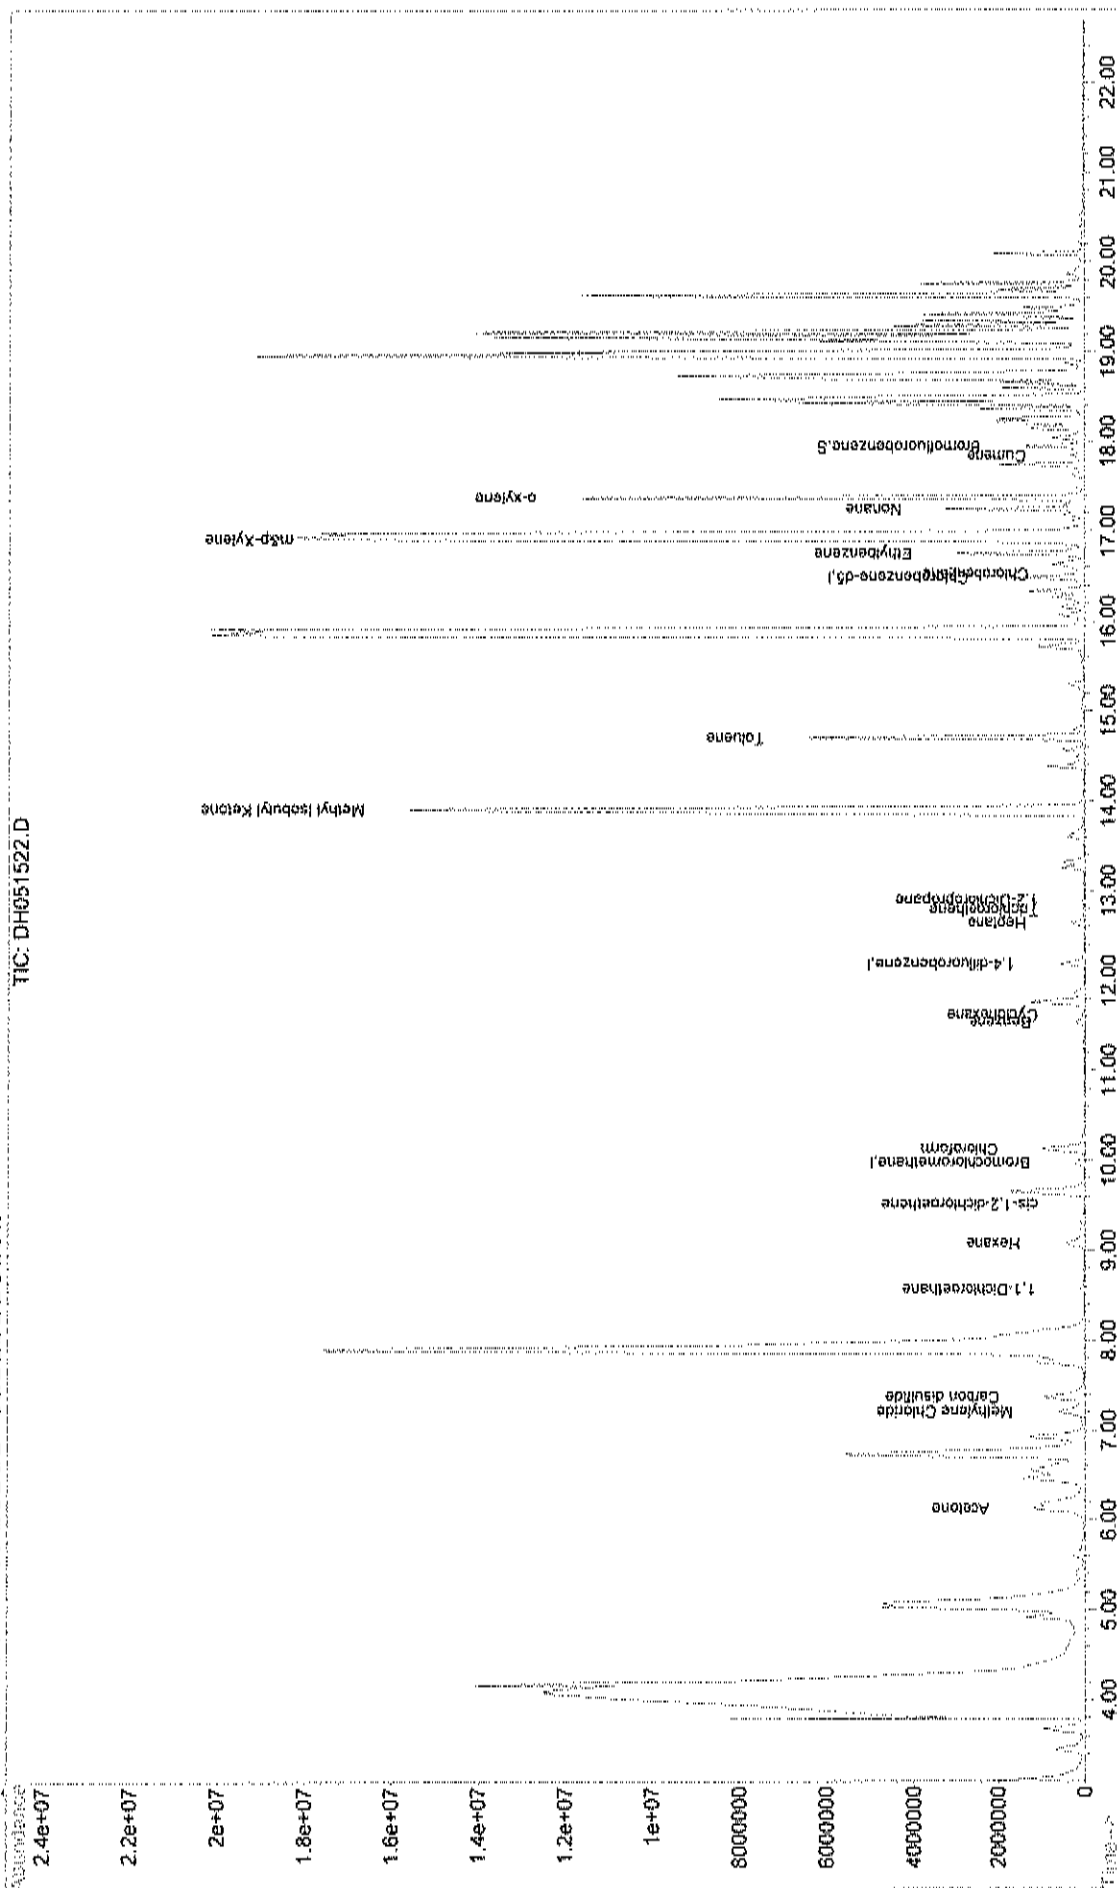 TIC: DH051522.D
2.4e+07
2.2e+07
2e+07
1.8e+07
1.6e+07
1.4e+07
1.2e+07
1e+07
8000000
6000000
4000000
2000000
0
4.00
5.00
6.00
7.00
8.00
9.00
10.00
11.00
12.00
13.00
14.00
15.00
16.00
17.00
18.00
19.00
20.00
21.00
22.00
Acetone
Methylene Chloride
Carbon disulfide
1,1-Dichloroethane
Hexane
cis-1,2-dichloroethene
Bromochloromethane,I
Chloroform
Benzene
Cyclohexane
1,4-difluorobenzene,I
Heptane
Trichloroethene
1,2-Dichloropropane
Methyl Isobutyl Ketone
Toluene
Ethylbenzene
m&p-Xylene
Nonane
o-xylene
Cumene
Bromofluorobenzene,S